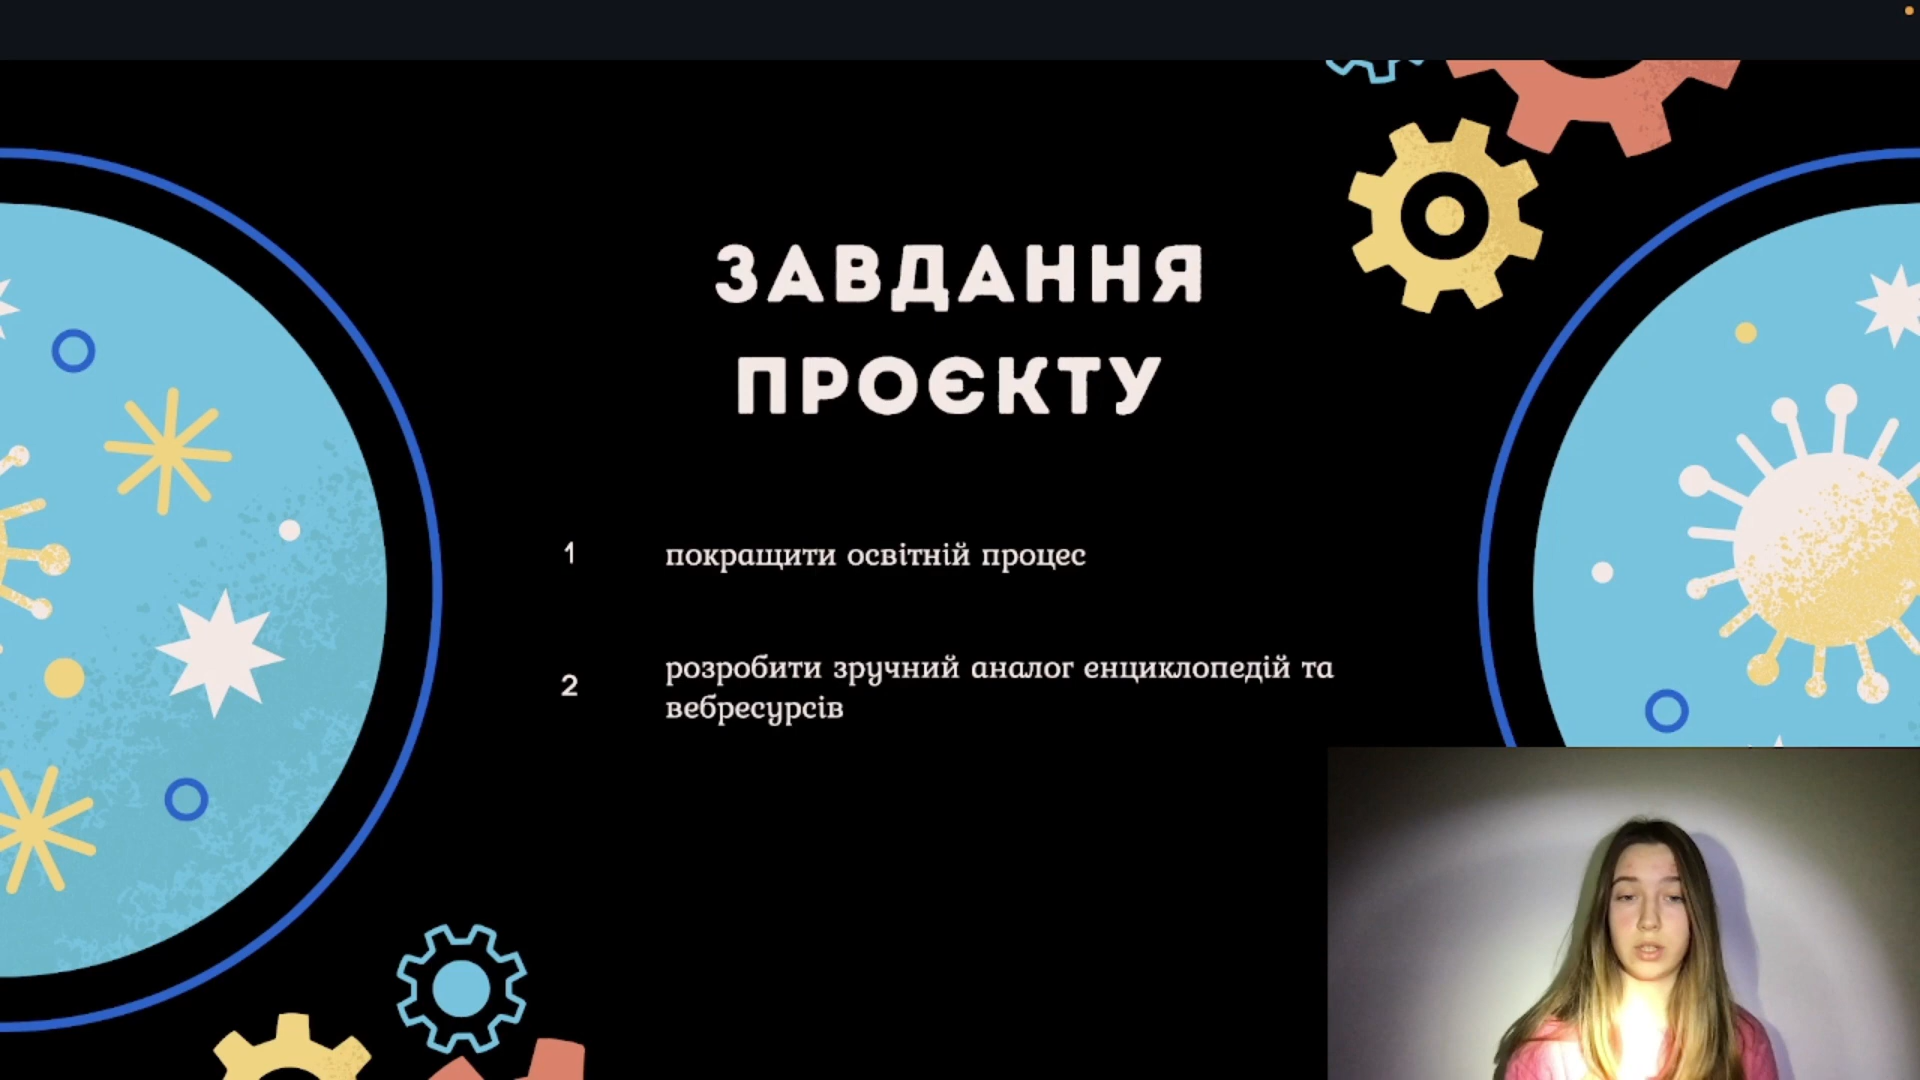 ЗАВДАННЯ
ПРОЄКТУ
1 покращити освітній процес
2 розробити зручний аналог енциклопедій та
вебресурсів